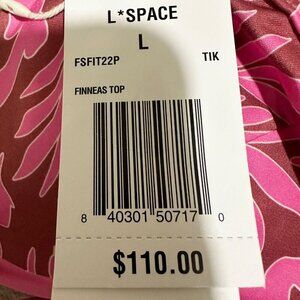 L*SPACE
L
FSFIT22P TIK
FINNEAS TOP
8 40301 50717 0
$110.00